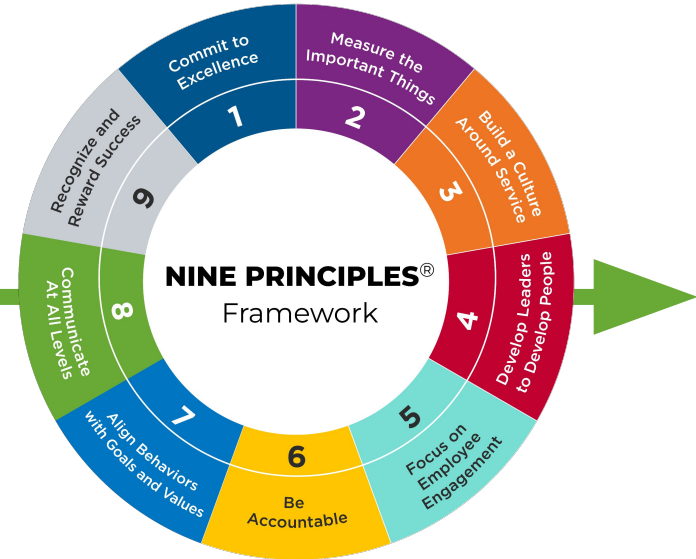 Commit to
Excellence
1
Measure the
Important Things
2
Build a Culture
Around Service
3
Develop Leaders
to Develop People
4
Focus on
Employee
Engagement
5
Be
Accountable
6
Align Behaviors
with Goals and Values
7
Communicate
At All Levels
8
Recognize and
Reward Success
9
NINE PRINCIPLES®
Framework